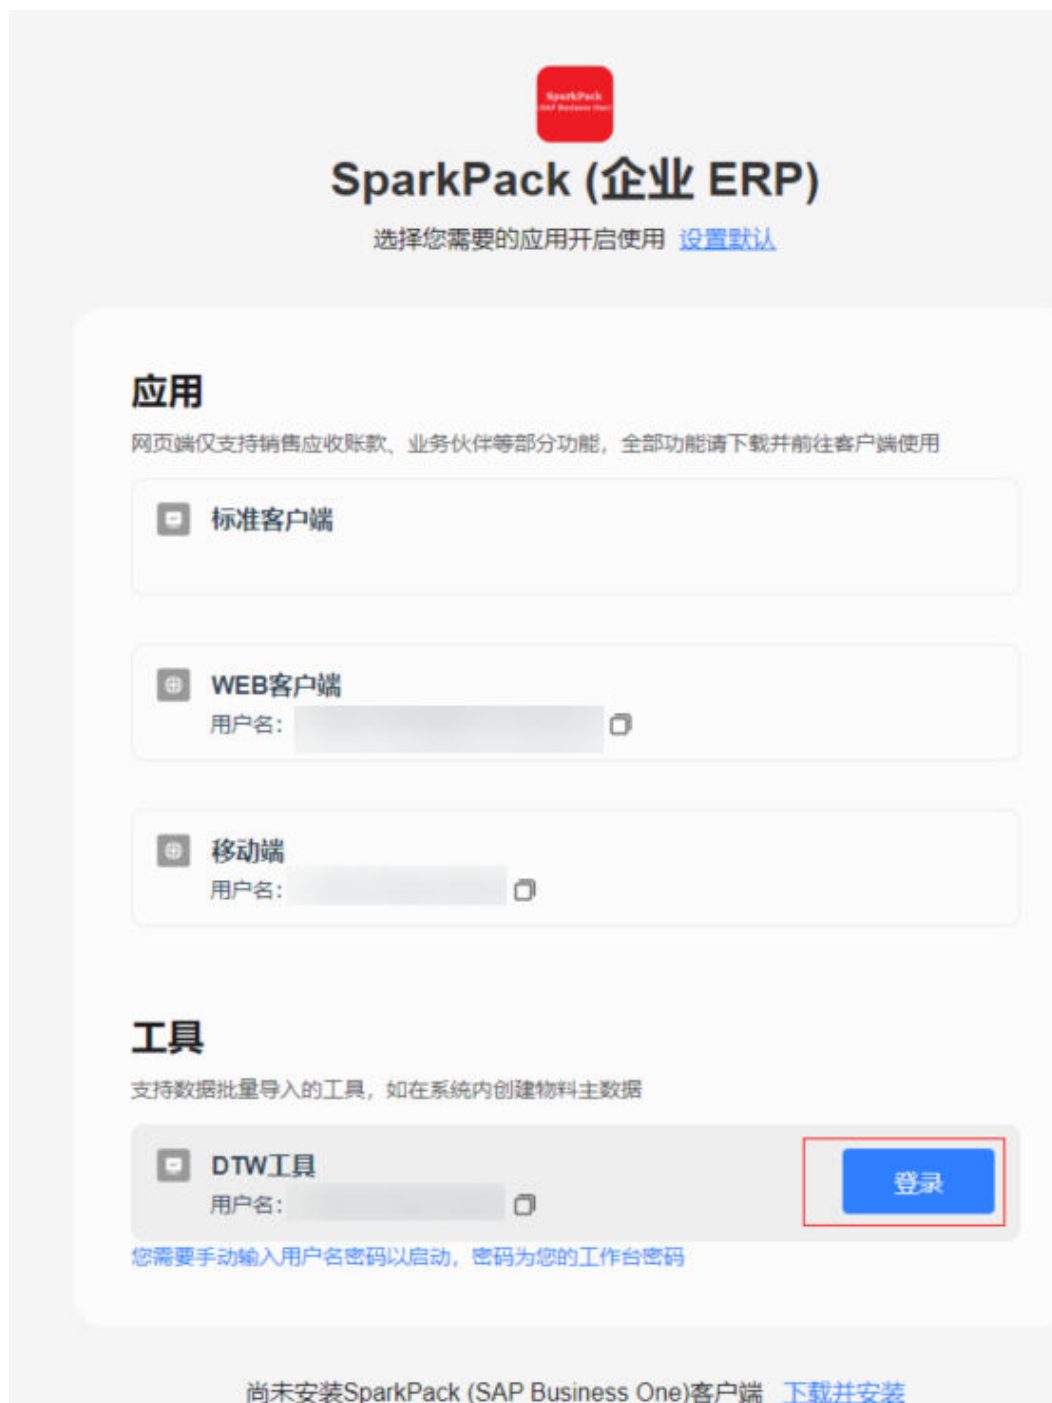 SparkPack
(SAP Business One)
SparkPack (企业 ERP)
选择您需要的应用开启使用 设置默认
应用
网页端仅支持销售应收账款、业务伙伴等部分功能，全部功能请下载并前往客户端使用
标准客户端
WEB客户端
用户名：
移动端
用户名：
工具
支持数据批量导入的工具，如在系统内创建物料主数据
DTW工具
用户名：
登录
您需要手动输入用户名密码以启动，密码为您的工作台密码
尚未安装SparkPack (SAP Business One)客户端 下载并安装